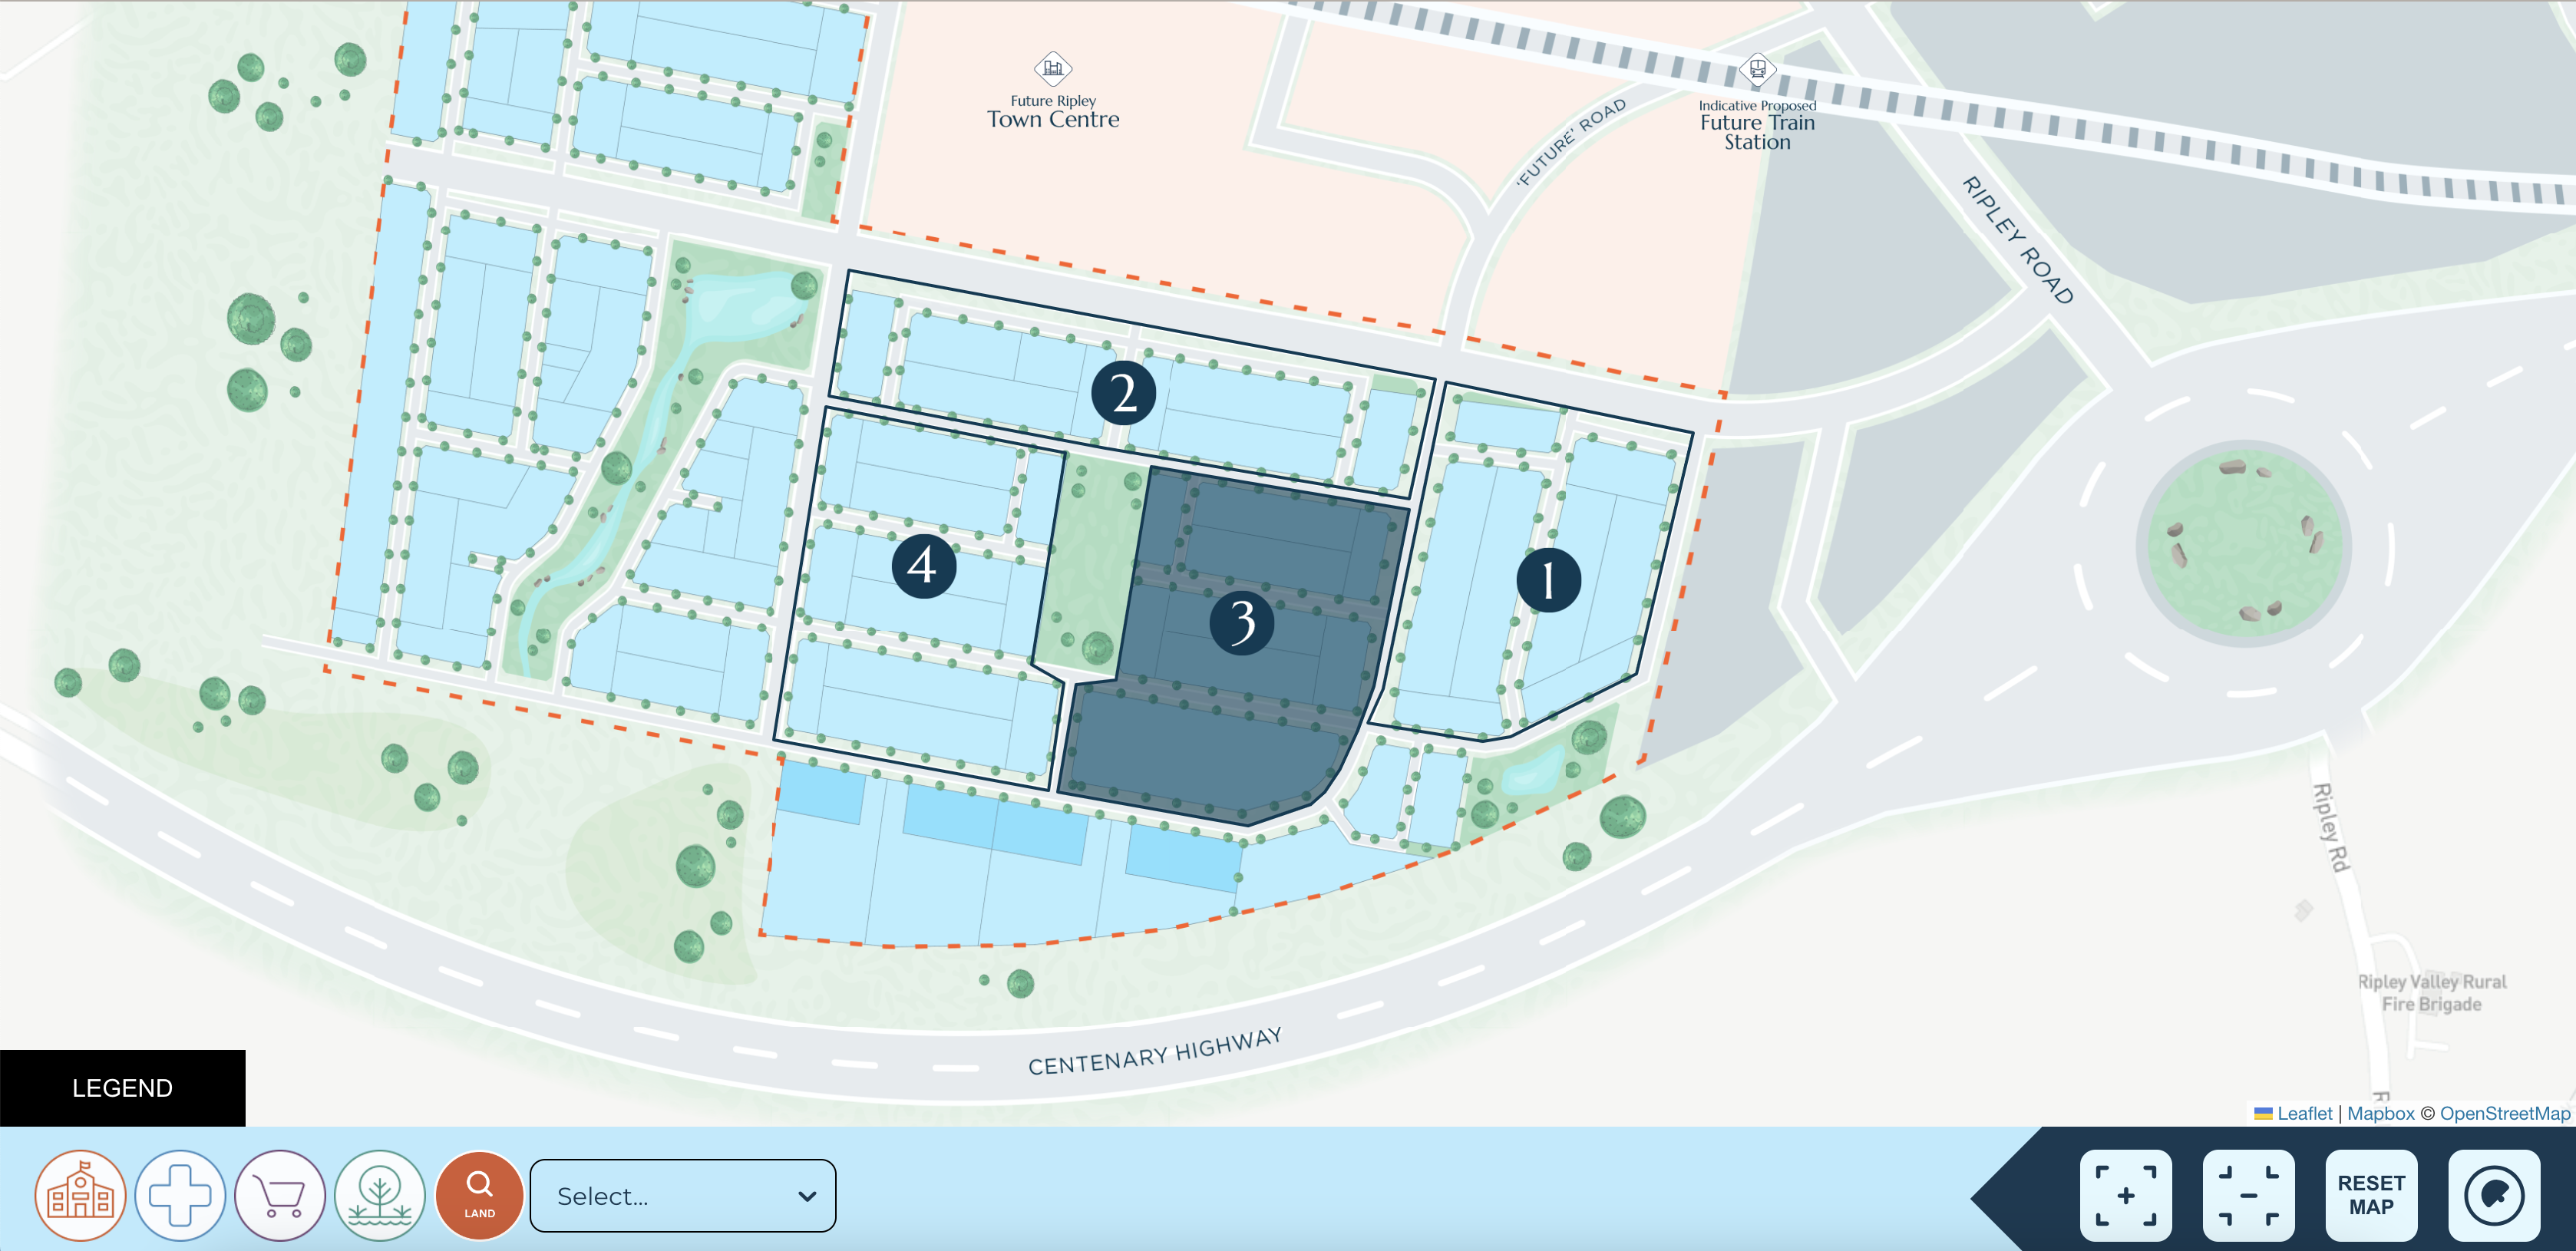 Future Ripley
Town Centre
Indicative Proposed
Future Train
Station
'FUTURE' ROAD
RIPLEY ROAD
2
4
3
1
Ripley Rd
Ripley Valley Rural
Fire Brigade
CENTENARY HIGHWAY
LEGEND
Leaflet | Mapbox © OpenStreetMap
LAND
Select...
RESET
MAP